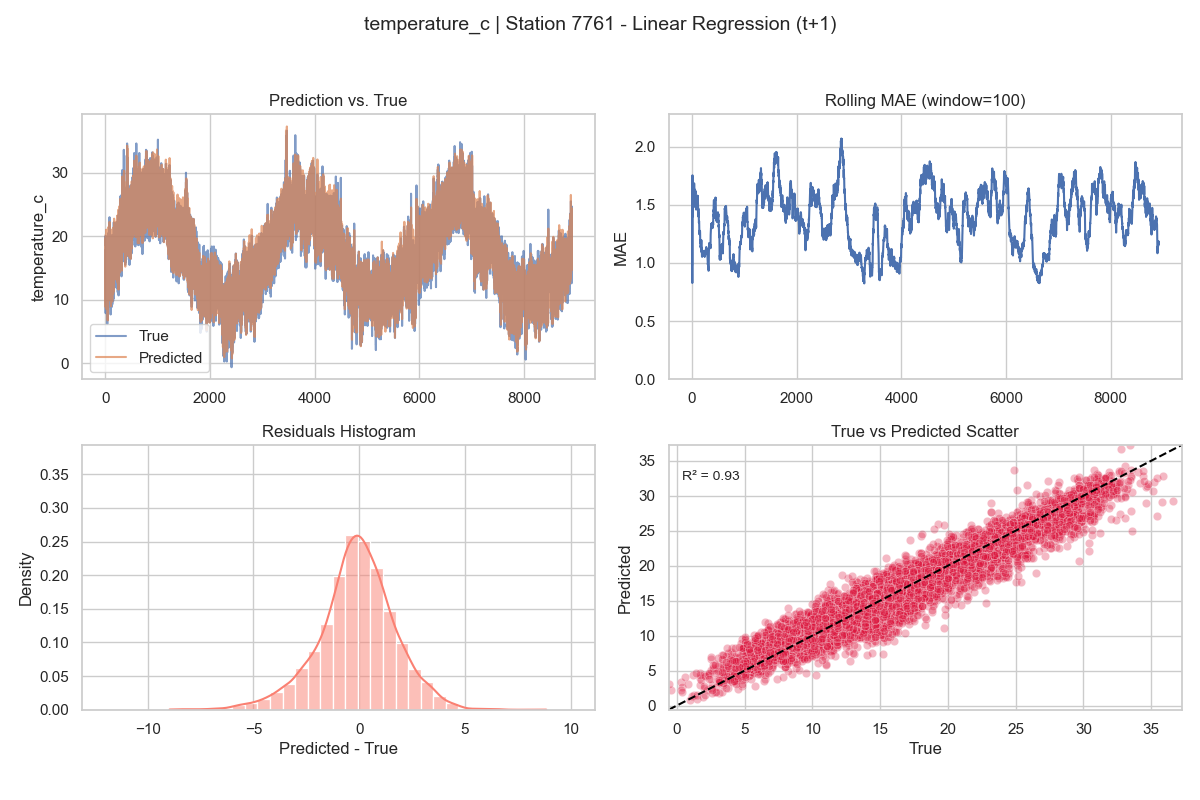 temperature_c | Station 7761 - Linear Regression (t+1)
Prediction vs. True
temperature_c
30
20
10
0
True
Predicted
0 2000 4000 6000 8000
Rolling MAE (window=100)
MAE
2.0
1.5
1.0
0.5
0.0
0 2000 4000 6000 8000
Residuals Histogram
Density
0.35
0.30
0.25
0.20
0.15
0.10
0.05
0.00
−10 −5 0 5 10
Predicted - True
True vs Predicted Scatter
R² = 0.93
Predicted
35
30
25
20
15
10
5
0
0 5 10 15 20 25 30 35
True